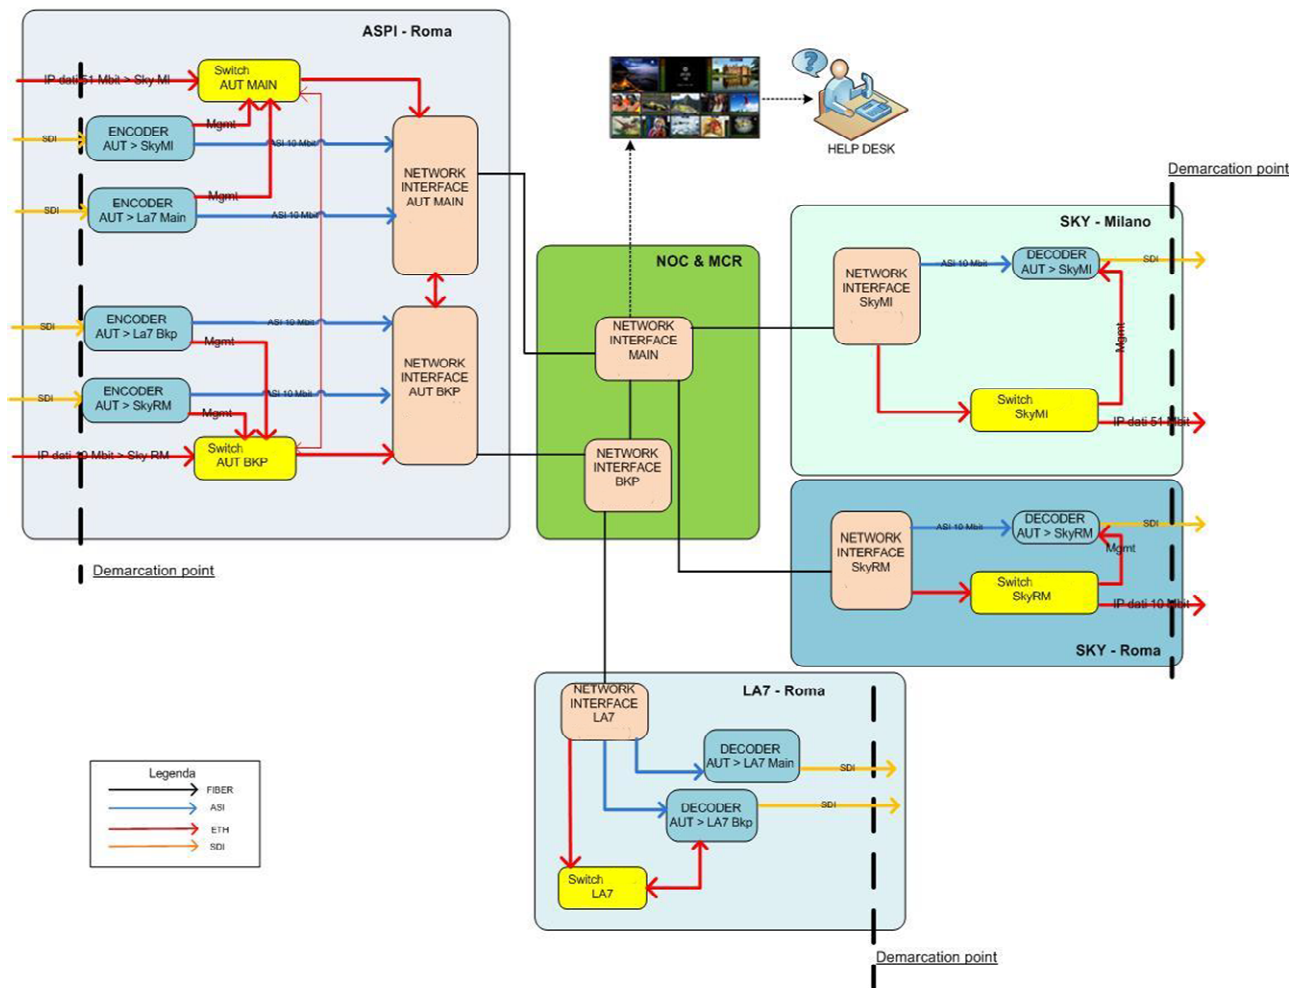 ASPI - Roma
IP dati 51 Mbit > Sky MI
Switch
AUT MAIN
SDI
ENCODER
AUT > SkyMI
Mgmt
ASI 10 Mbit
NETWORK
INTERFACE
AUT MAIN
SDI
ENCODER
AUT > La7 Main
Mgmt
ASI 10 Mbit
SDI
ENCODER
AUT > La7 Bkp
ASI 10 Mbit
Mgmt
NETWORK
INTERFACE
AUT BKP
SDI
ENCODER
AUT > SkyRM
ASI 10 Mbit
Mgmt
IP dati 10 Mbit > Sky RM
Switch
AUT BKP
Demarcation point
HELP DESK
NOC & MCR
NETWORK
INTERFACE
MAIN
NETWORK
INTERFACE
BKP
Demarcation point
SKY - Milano
NETWORK
INTERFACE
SkyMI
ASI 10 Mbit
DECODER
AUT > SkyMI
SDI
Mgmt
Switch
SkyMI
IP dati 51 Mbit
NETWORK
INTERFACE
SkyRM
ASI 10 Mbit
DECODER
AUT > SkyRM
SDI
Mgmt
Switch
SkyRM
IP dati 10 Mbit
SKY - Roma
LA7 - Roma
NETWORK
INTERFACE
LA7
DECODER
AUT > LA7 Main
SDI
DECODER
AUT > LA7 Bkp
SDI
Switch
LA7
Demarcation point
Legenda
FIBER
ASI
ETH
SDI